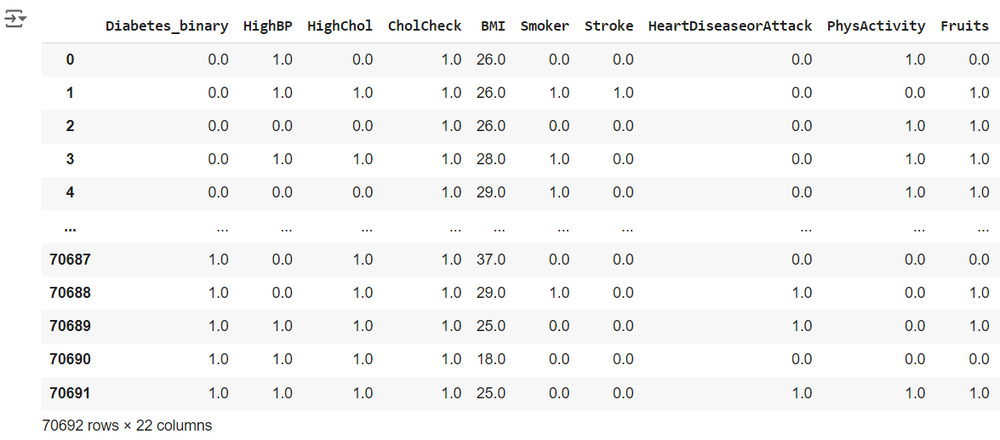 Diabetes_binary HighBP HighChol CholCheck BMI Smoker Stroke HeartDiseaseorAttack PhysActivity Fruits
0 0.0 1.0 0.0 1.0 26.0 0.0 0.0 0.0 1.0 0.0
1 0.0 1.0 1.0 1.0 26.0 1.0 1.0 0.0 0.0 1.0
2 0.0 0.0 0.0 1.0 26.0 0.0 0.0 0.0 1.0 1.0
3 0.0 1.0 1.0 1.0 28.0 1.0 0.0 0.0 1.0 1.0
4 0.0 0.0 0.0 1.0 29.0 1.0 0.0 0.0 1.0 1.0
... ... ... ... ... ... ... ... ... ... ...
70687 1.0 0.0 1.0 1.0 37.0 0.0 0.0 0.0 0.0 0.0
70688 1.0 0.0 1.0 1.0 29.0 1.0 0.0 1.0 0.0 1.0
70689 1.0 1.0 1.0 1.0 25.0 0.0 0.0 1.0 0.0 1.0
70690 1.0 1.0 1.0 1.0 18.0 0.0 0.0 0.0 0.0 0.0
70691 1.0 1.0 1.0 1.0 25.0 0.0 0.0 1.0 1.0 1.0
70692 rows × 22 columns